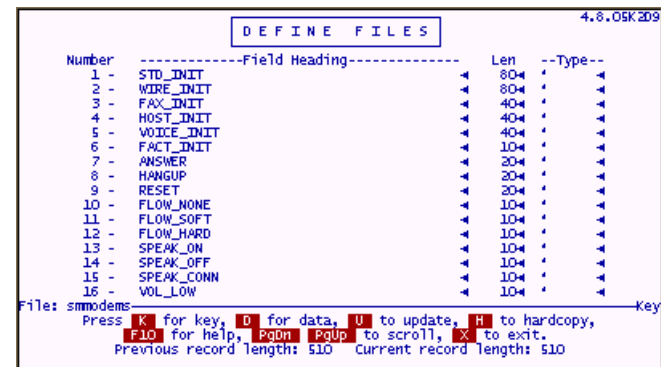 4.8.05K2D9
DEFINE FILES
Number -------------Field Heading-------------- Len --Type--
1 - STD_INIT 80
2 - WIRE_INIT 80
3 - FAX_INIT 40
4 - HOST_INIT 40
5 - VOICE_INIT 40
6 - FACT_INIT 10
7 - ANSWER 20
8 - HANGUP 20
9 - RESET 20
10 - FLOW_NONE 10
11 - FLOW_SOFT 10
12 - FLOW_HARD 10
13 - SPEAK_ON 10
14 - SPEAK_OFF 10
15 - SPEAK_CONN 10
16 - VOL_LOW 10
File: smmodems Key
Press K for key, D for data, U to update, H to hardcopy,
F10 for help, PgDn PgUp to scroll, X to exit.
Previous record length: 510 Current record length: 510